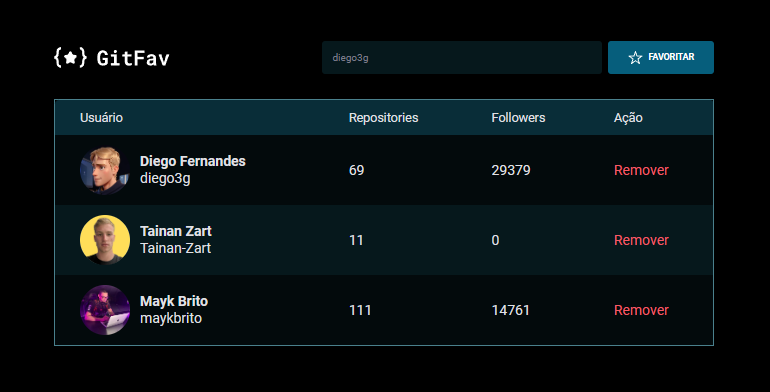 GitFav
diego3g
FAVORITAR
Usuário Repositories Followers Ação
Diego Fernandes
diego3g
69 29379 Remover
Tainan Zart
Tainan-Zart
11 0 Remover
Mayk Brito
maykbrito
111 14761 Remover